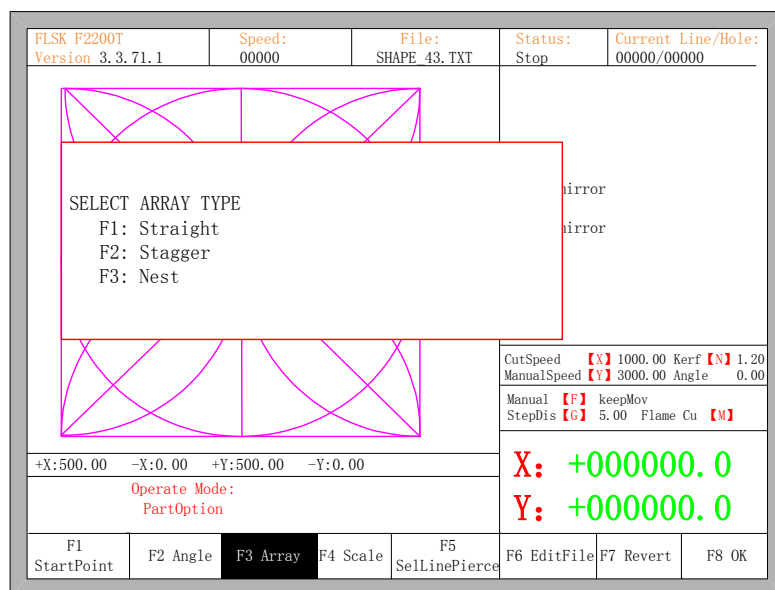 FLSK F2200T
Version 3.3.71.1
Speed:
00000
File:
SHAPE_43.TXT
Status:
Stop
Current Line/Hole:
00000/00000
SELECT ARRAY TYPE
F1: Straight
F2: Stagger
F3: Nest
mirror
mirror
CutSpeed 【X】 1000.00 Kerf 【N】 1.20
ManualSpeed 【Y】 3000.00 Angle 0.00
Manual 【F】 keepMov
StepDis 【G】 5.00 Flame Cu 【M】
+X:500.00 -X:0.00 +Y:500.00 -Y:0.00
Operate Mode:
PartOption
X: +000000.0
Y: +000000.0
F1
StartPoint
F2 Angle
F3 Array
F4 Scale
F5
SelLinePierce
F6 EditFile
F7 Revert
F8 OK